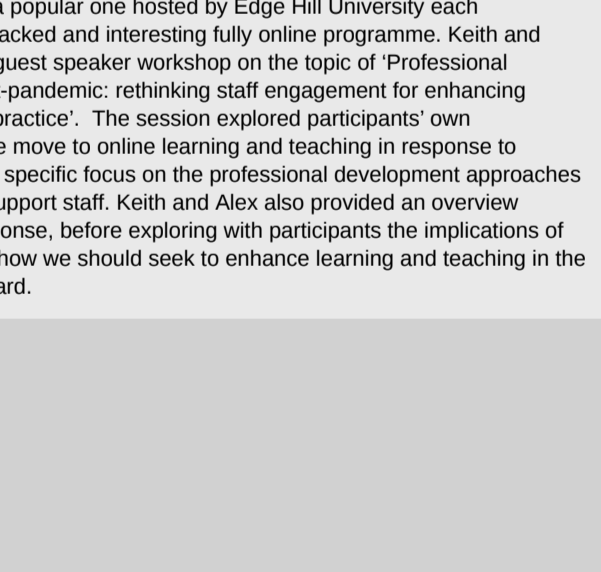 a popular one hosted by Edge Hill University each
acked and interesting fully online programme. Keith and
guest speaker workshop on the topic of ‘Professional
-pandemic: rethinking staff engagement for enhancing
practice’.  The session explored participants’ own
e move to online learning and teaching in response to
specific focus on the professional development approaches
upport staff. Keith and Alex also provided an overview
onse, before exploring with participants the implications of
how we should seek to enhance learning and teaching in the
ard.